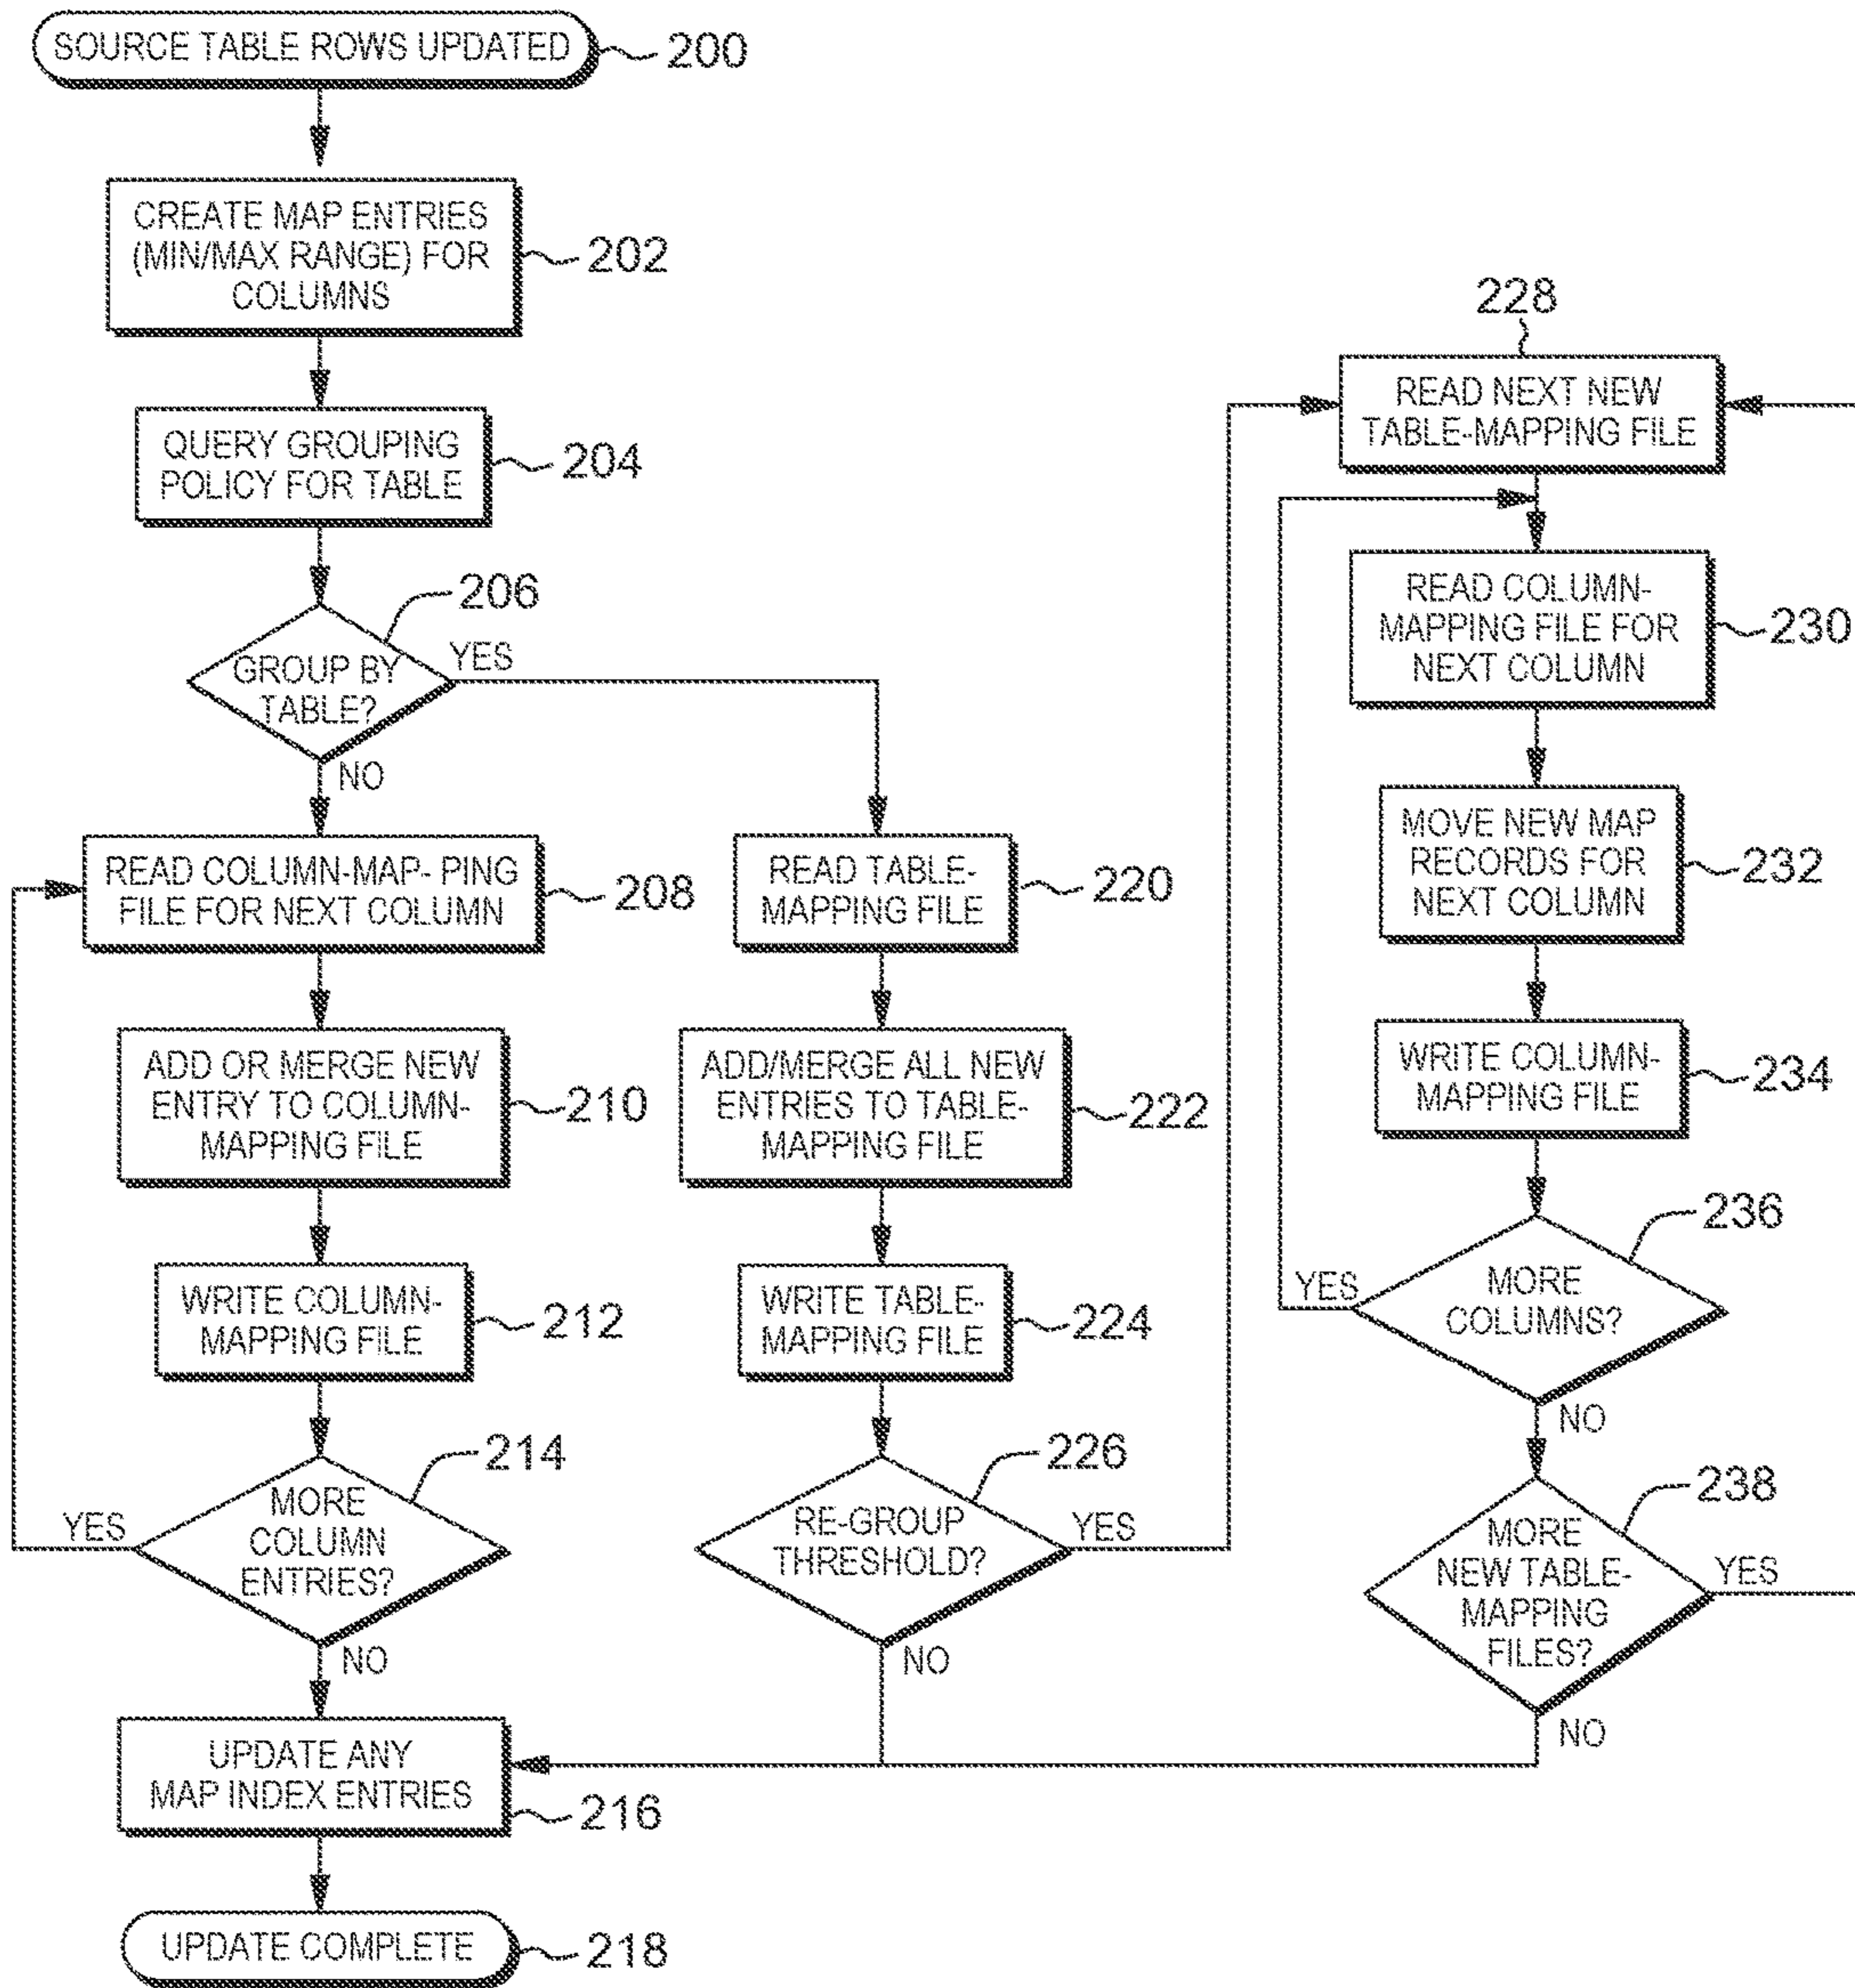 SOURCE TABLE ROWS UPDATED
200
CREATE MAP ENTRIES
(MIN/MAX RANGE) FOR
COLUMNS
202
QUERY GROUPING
POLICY FOR TABLE
204
206
GROUP BY
TABLE?
YES
NO
READ COLUMN-MAP- PING
FILE FOR NEXT COLUMN
208
ADD OR MERGE NEW
ENTRY TO COLUMN-
MAPPING FILE
210
WRITE COLUMN-
MAPPING FILE
212
214
MORE
COLUMN
ENTRIES?
YES
NO
UPDATE ANY
MAP INDEX ENTRIES
216
UPDATE COMPLETE
218
READ TABLE-
MAPPING FILE
220
ADD/MERGE ALL NEW
ENTRIES TO TABLE-
MAPPING FILE
222
WRITE TABLE-
MAPPING FILE
224
226
RE-GROUP
THRESHOLD?
YES
NO
228
READ NEXT NEW
TABLE-MAPPING FILE
READ COLUMN-
MAPPING FILE FOR
NEXT COLUMN
230
MOVE NEW MAP
RECORDS FOR
NEXT COLUMN
232
WRITE COLUMN-
MAPPING FILE
234
236
MORE
COLUMNS?
YES
NO
238
MORE
NEW TABLE-
MAPPING
FILES?
YES
NO